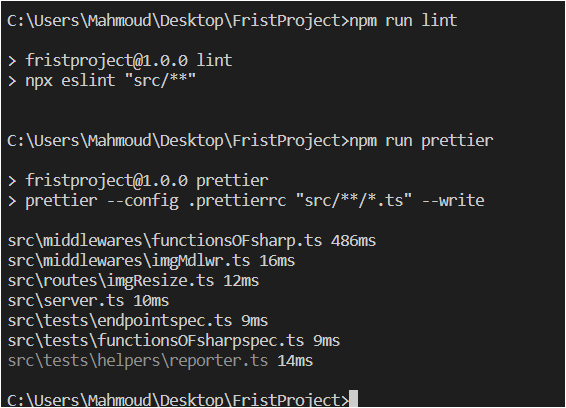 C:\Users\Mahmoud\Desktop\FristProject>npm run lint
> fristproject@1.0.0 lint
> npx eslint "src/**"
C:\Users\Mahmoud\Desktop\FristProject>npm run prettier
> fristproject@1.0.0 prettier
> prettier --config .prettierrc "src/**/*.ts" --write
src\middlewares\functionsOFsharp.ts 486ms
src\middlewares\imgMdlwr.ts 16ms
src\routes\imgResize.ts 12ms
src\server.ts 10ms
src\tests\endpointspec.ts 9ms
src\tests\functionsOFsharpspec.ts 9ms
src\tests\helpers\reporter.ts 14ms
C:\Users\Mahmoud\Desktop\FristProject>